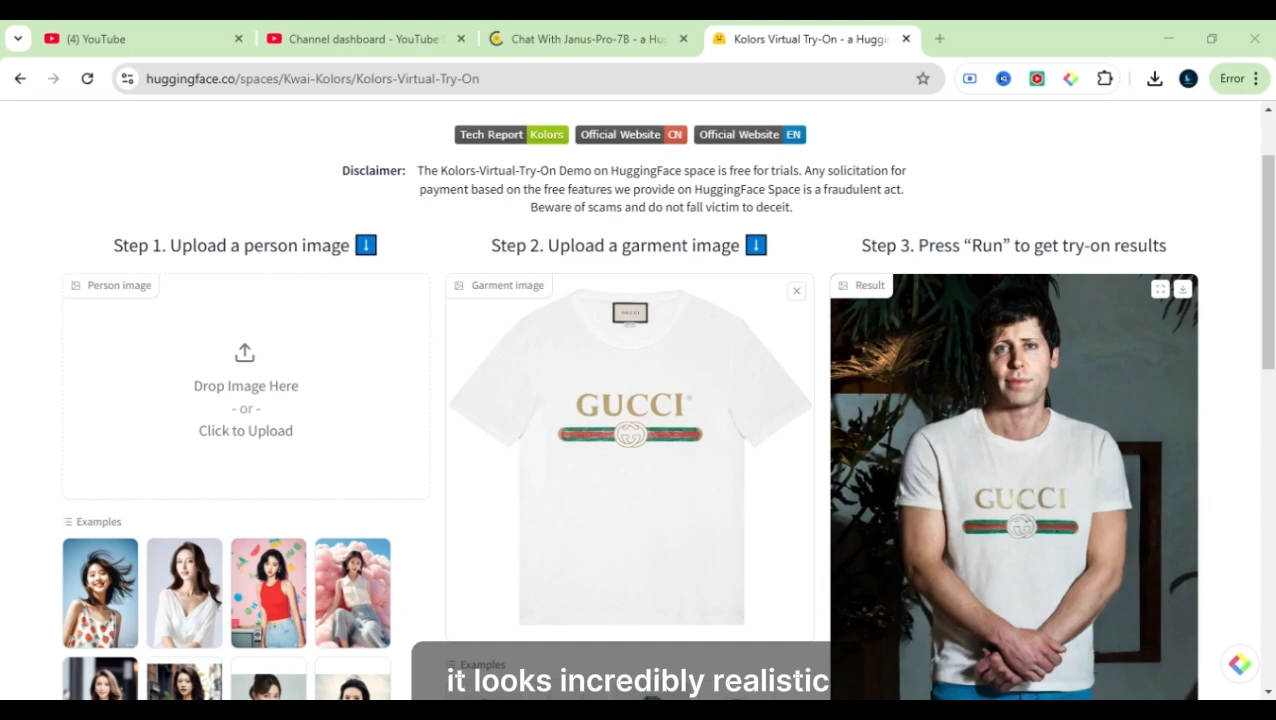 (4) YouTube
Channel dashboard - YouTube
Chat With Janus-Pro-7B - a Hug
Kolors Virtual Try-On - a Huggi
huggingface.co/spaces/Kwai-Kolors/Kolors-Virtual-Try-On
Error
Tech Report Kolors
Official Website CN
Official Website EN
Disclaimer: The Kolors-Virtual-Try-On Demo on HuggingFace space is free for trials. Any solicitation for
payment based on the free features we provide on HuggingFace Space is a fraudulent act.
Beware of scams and do not fall victim to deceit.
Step 1. Upload a person image
Step 2. Upload a garment image
Step 3. Press “Run” to get try-on results
Person image
Drop Image Here
- or -
Click to Upload
Examples
Garment image
GUCCI
GUCCI
Examples
Result
GUCCI
it looks incredibly realistic